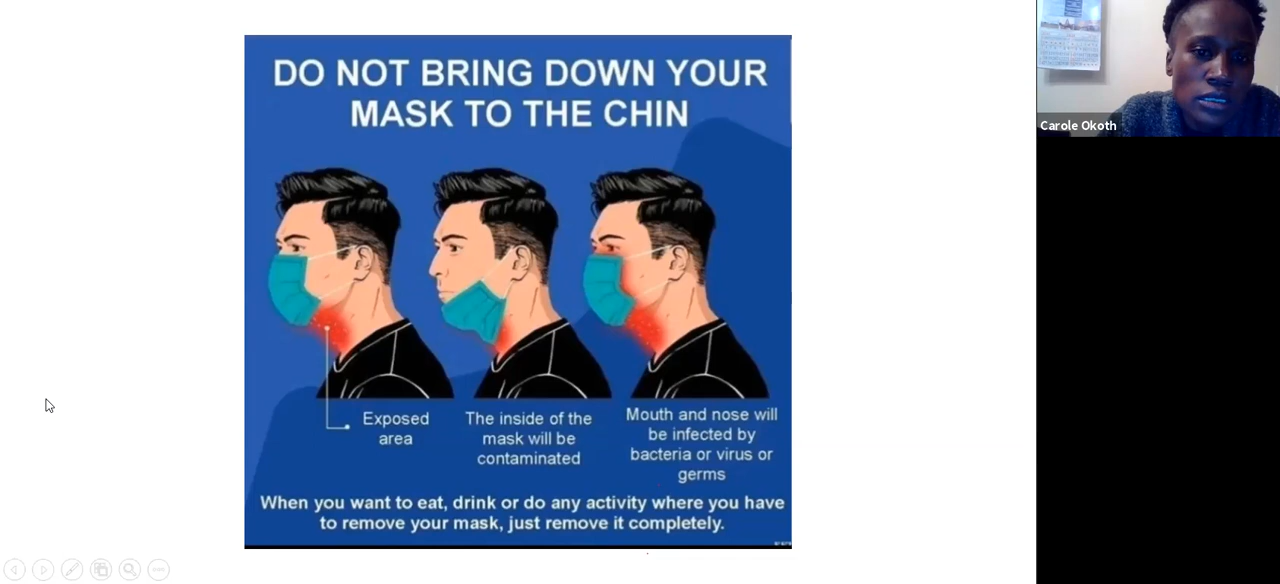 DO NOT BRING DOWN YOUR
MASK TO THE CHIN
Exposed
area
The inside of the
mask will be
contaminated
Mouth and nose will
be infected by
bacteria or virus or
germs
When you want to eat, drink or do any activity where you have
to remove your mask, just remove it completely.
Carole Okoth